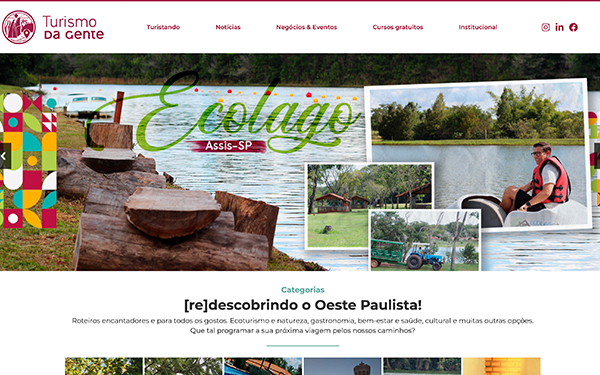 Turismo
DA GENTE
Turistando
Notícias
Negócios & Eventos
Cursos gratuitos
Institucional
Ecolago
Assis-SP
Categorias
[re]descobrindo o Oeste Paulista!
Roteiros encantadores e para todos os gostos. Ecoturismo e natureza, gastronomia, bem-estar e saúde, cultural e muitas outras opções.
Que tal programar a sua próxima viagem pelos nossos caminhos?